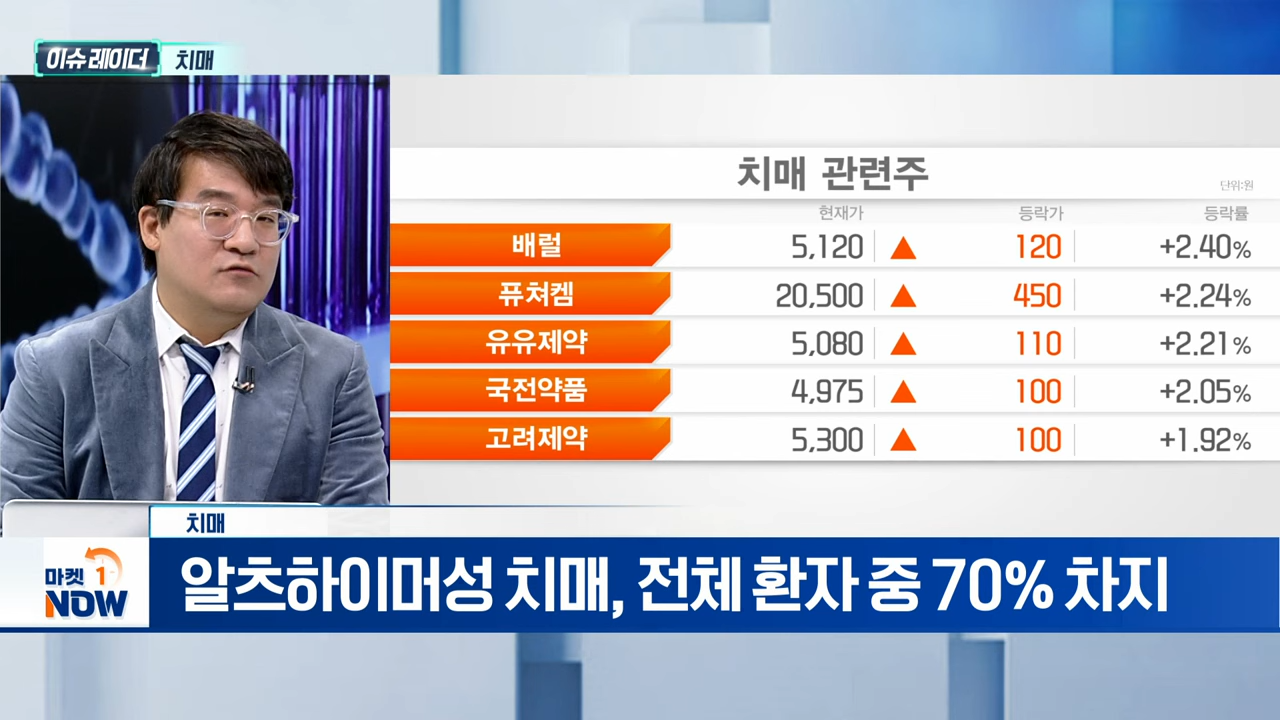 이슈레이더 치매
치매 관련주
단위:원
현재가 등락가 등락률
배럴 5,120 ▲ 120 +2.40%
퓨쳐켐 20,500 ▲ 450 +2.24%
유유제약 5,080 ▲ 110 +2.21%
국전약품 4,975 ▲ 100 +2.05%
고려제약 5,300 ▲ 100 +1.92%
치매
마켓 1
NOW
알츠하이머성 치매, 전체 환자 중 70% 차지